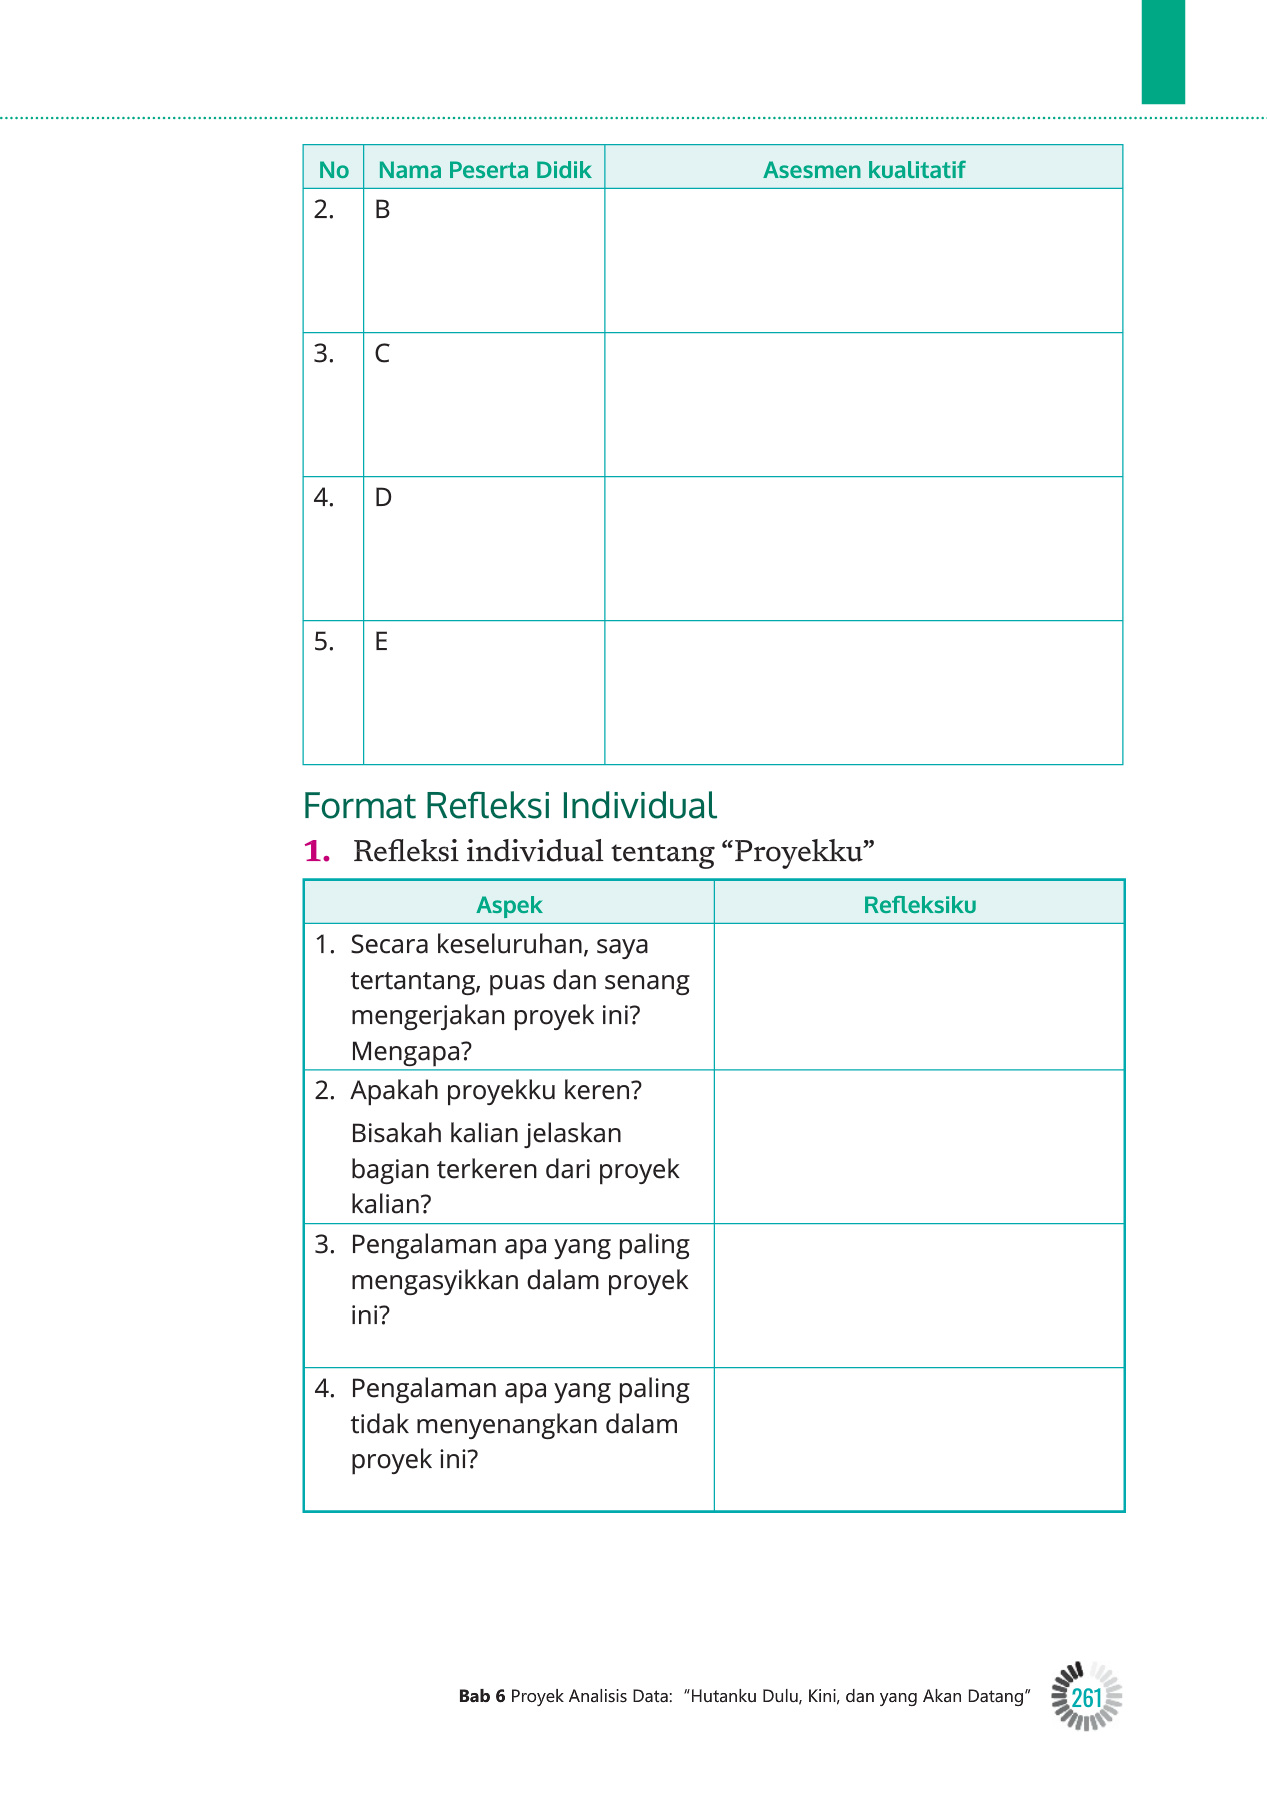 No Nama Peserta Didik Asesmen kualitatif
2. B
3. C
4. D
5. E
Format Refleksi Individual
1. Refleksi individual tentang “Proyekku”
Aspek Refleksiku
1. Secara keseluruhan, saya
tertantang, puas dan senang
mengerjakan proyek ini?
Mengapa?
2. Apakah proyekku keren?
Bisakah kalian jelaskan
bagian terkeren dari proyek
kalian?
3. Pengalaman apa yang paling
mengasyikkan dalam proyek
ini?
4. Pengalaman apa yang paling
tidak menyenangkan dalam
proyek ini?
Bab 6 Proyek Analisis Data: “Hutanku Dulu, Kini, dan yang Akan Datang” 261